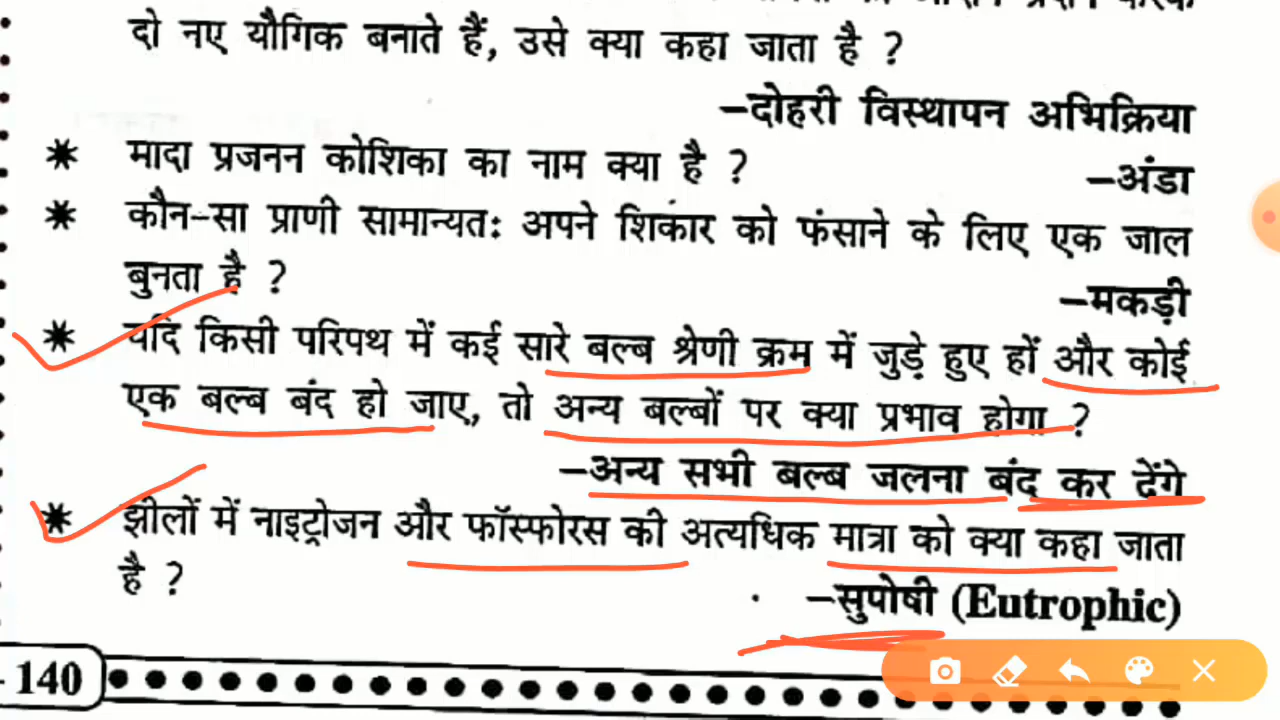 दो नए यौगिक बनाते हैं, उसे क्या कहा जाता है ?
–दोहरी विस्थापन अभिक्रिया
* मादा प्रजनन कोशिका का नाम क्या है ? –अंडा
* कौन-सा प्राणी सामान्यतः अपने शिकार को फंसाने के लिए एक जाल
बुनता है ? –मकड़ी
* यदि किसी परिपथ में कई सारे बल्ब श्रेणी क्रम में जुड़े हुए हों और कोई
एक बल्ब बंद हो जाए, तो अन्य बल्बों पर क्या प्रभाव होगा ?
–अन्य सभी बल्ब जलना बंद कर देंगे
* झीलों में नाइट्रोजन और फॉस्फोरस की अत्यधिक मात्रा को क्या कहा जाता
है ? –सुपोषी (Eutrophic)
- 140